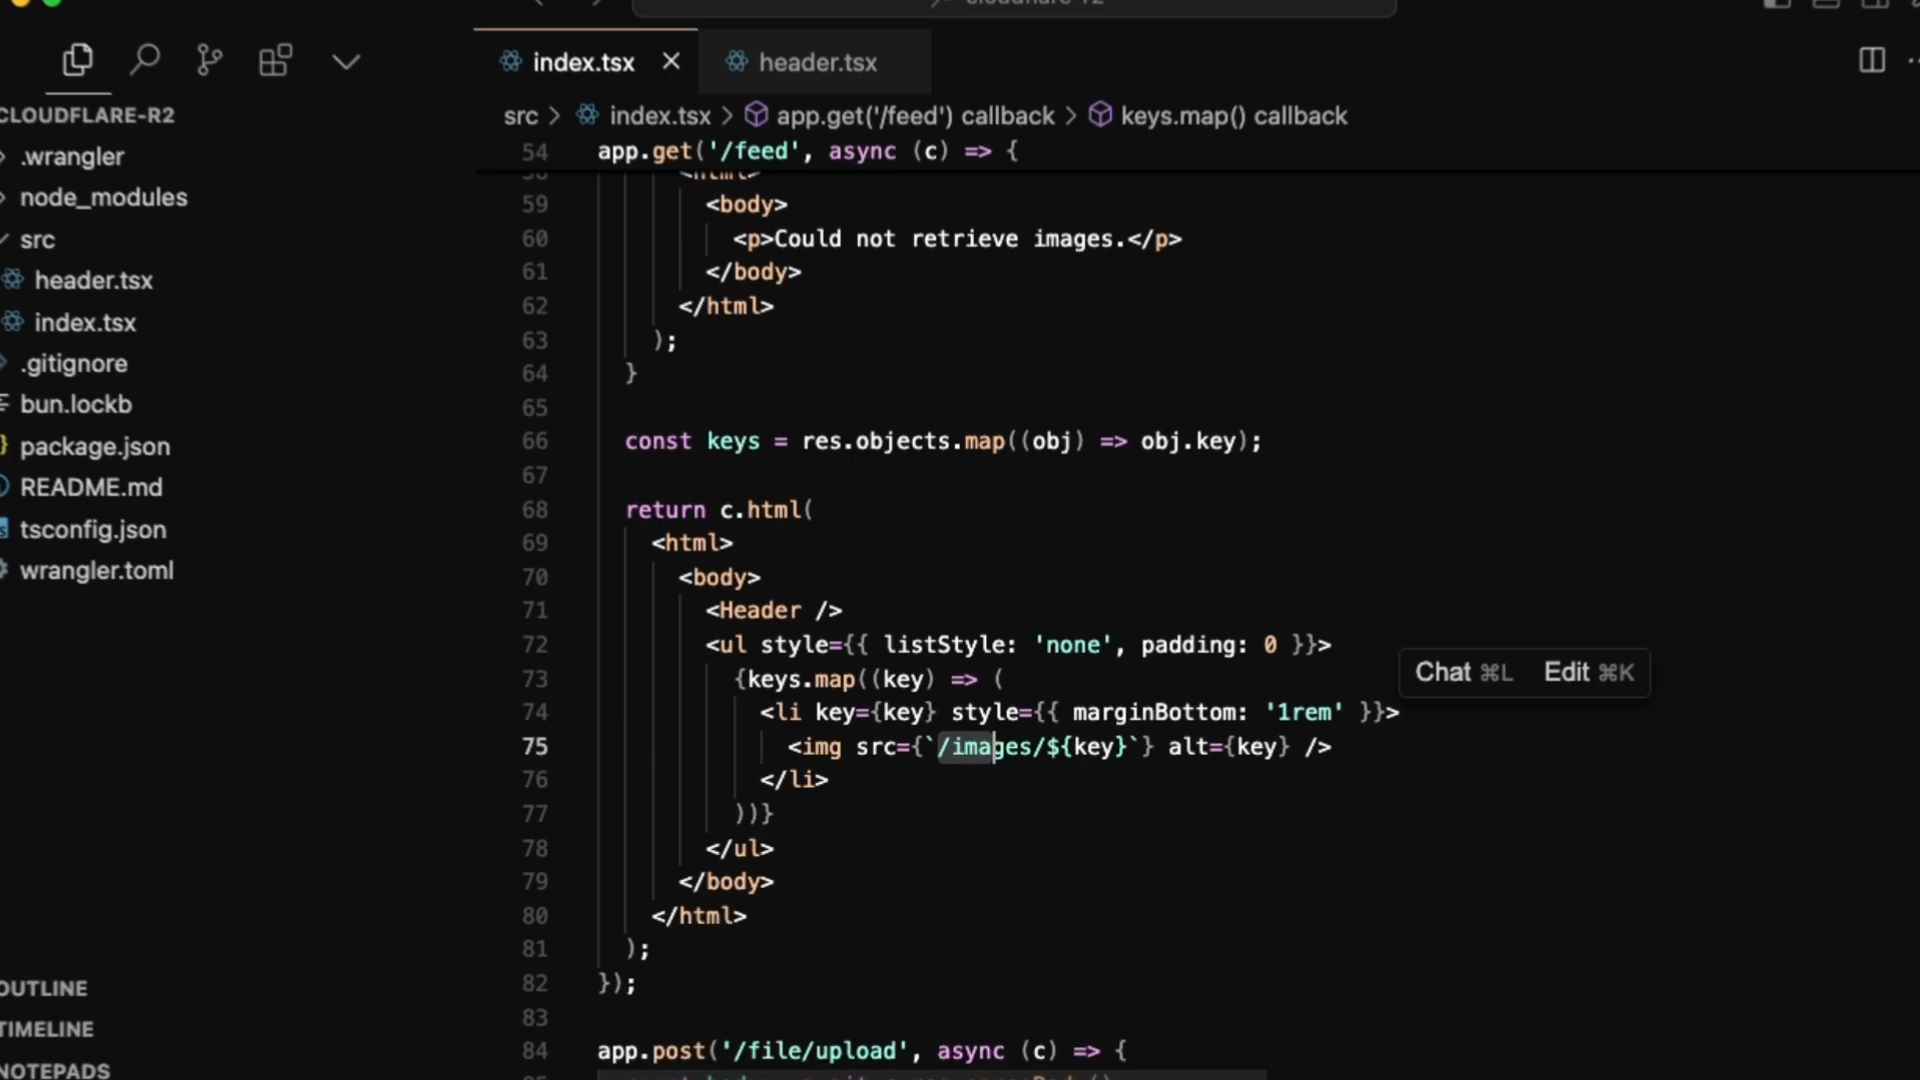 cloudflare-r2
index.tsx
header.tsx
CLOUDFLARE-R2
src > index.tsx > app.get('/feed') callback > keys.map() callback
.wrangler
54 app.get('/feed', async (c) => {
58 <html>
node_modules
59 <body>
src
60 <p>Could not retrieve images.</p>
header.tsx
61 </body>
index.tsx
62 </html>
63 );
.gitignore
64 }
bun.lockb
65
package.json
66 const keys = res.objects.map((obj) => obj.key);
README.md
67
tsconfig.json
68 return c.html(
69 <html>
wrangler.toml
70 <body>
71 <Header />
72 <ul style={{ listStyle: 'none', padding: 0 }}>
73 {keys.map((key) => (
Chat ⌘L Edit ⌘K
74 <li key={key} style={{ marginBottom: '1rem' }}>
75 <img src={`/images/${key}`} alt={key} />
76 </li>
77 ))}
78 </ul>
79 </body>
80 </html>
81 );
82 });
OUTLINE
83
TIMELINE
84 app.post('/file/upload', async (c) => {
NOTEPADS